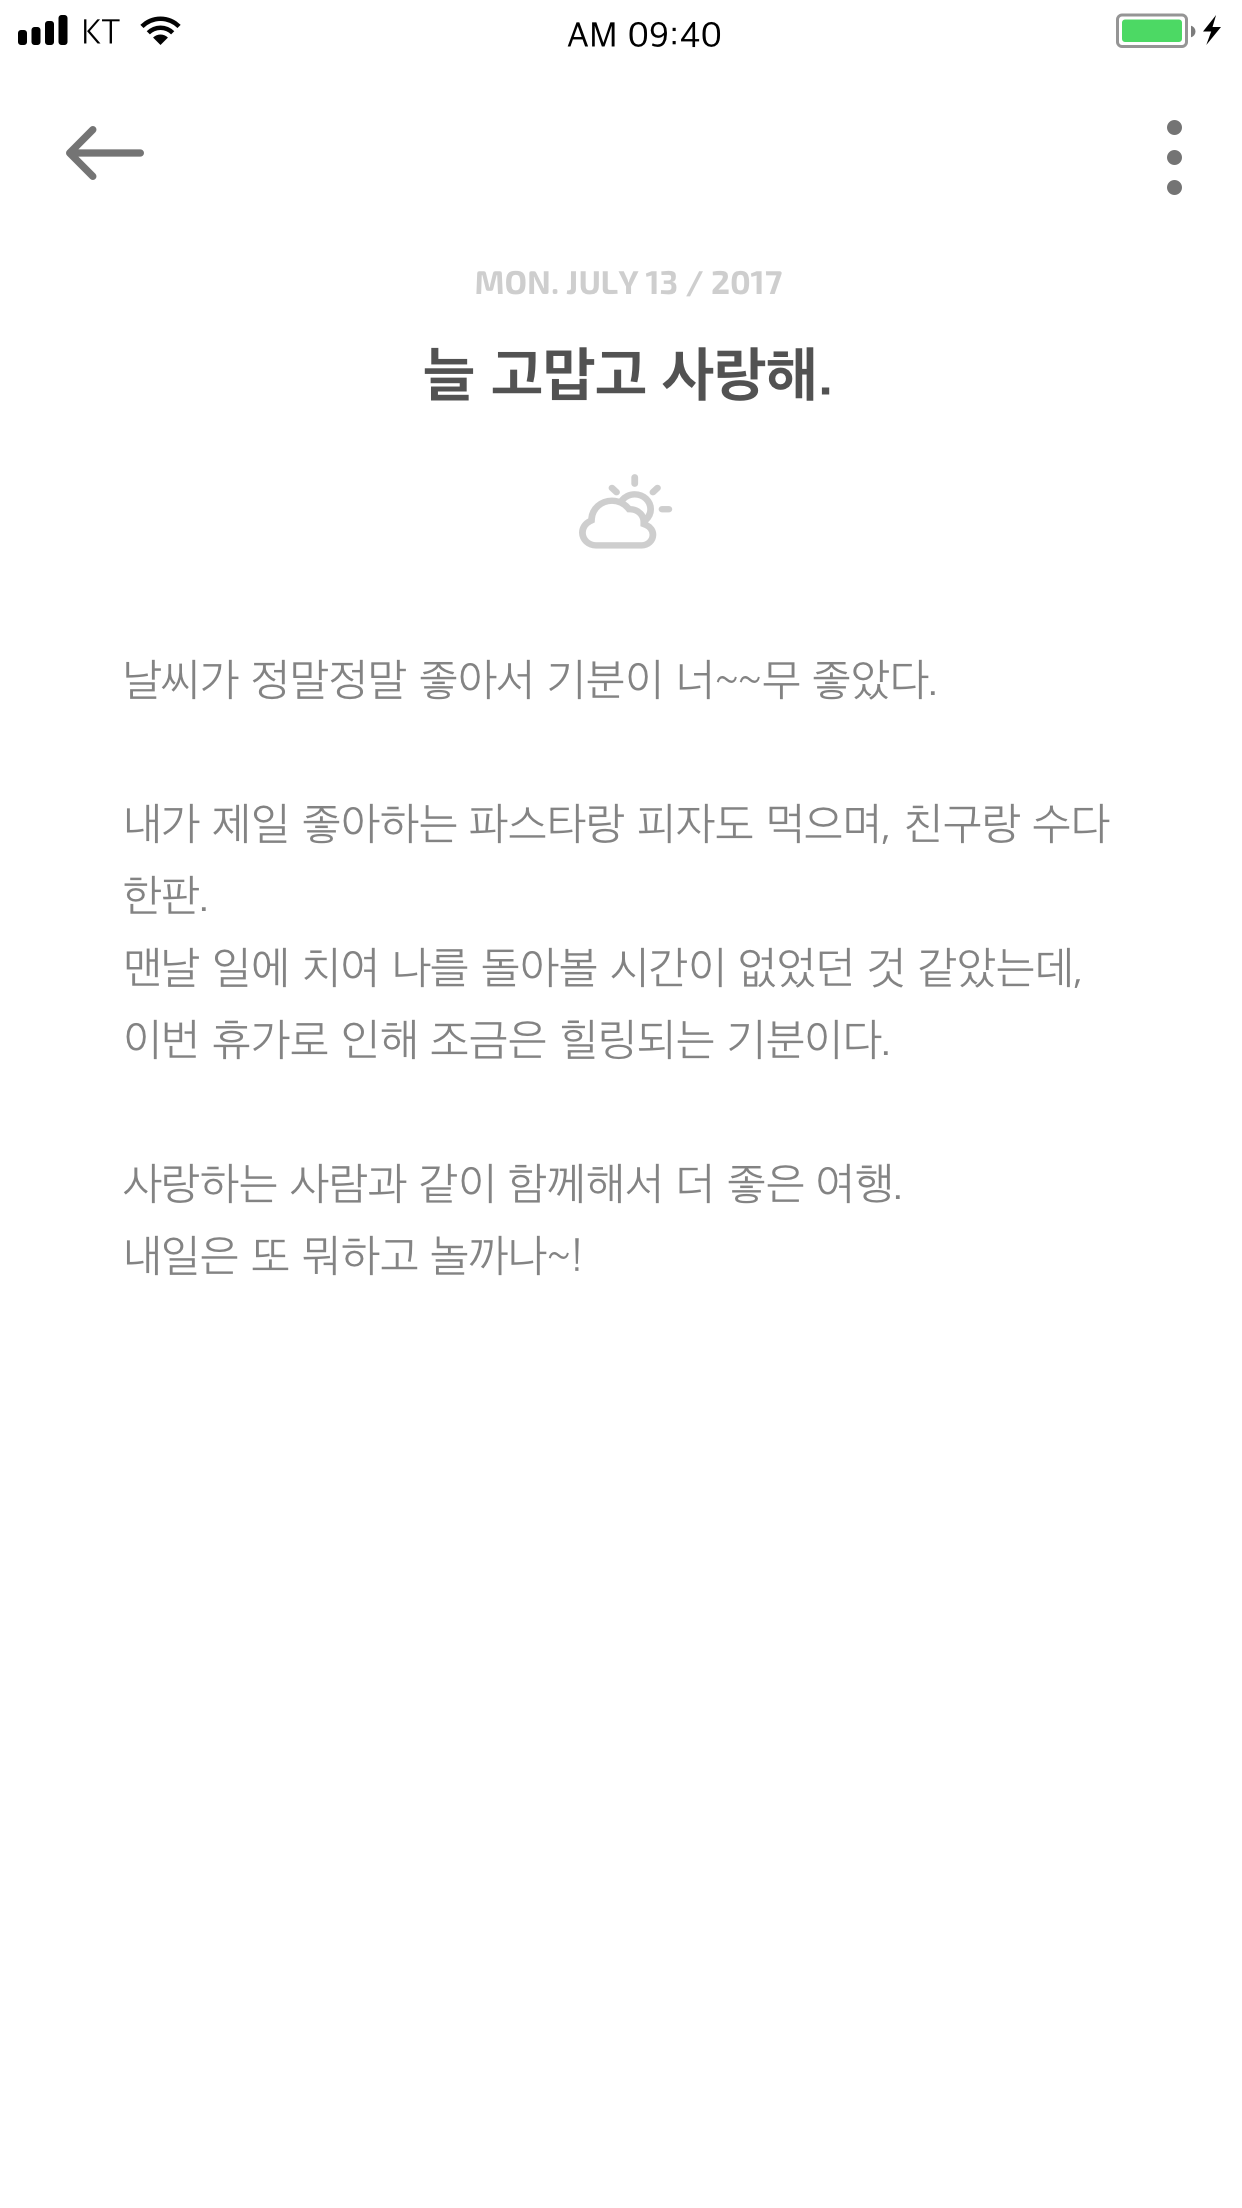 KT
AM 09:40
MON. JULY 13 / 2017
늘 고맙고 사랑해.
날씨가 정말정말 좋아서 기분이 너~~무 좋았다.
내가 제일 좋아하는 파스타랑 피자도 먹으며, 친구랑 수다
한판.
맨날 일에 치여 나를 돌아볼 시간이 없었던 것 같았는데,
이번 휴가로 인해 조금은 힐링되는 기분이다.
사랑하는 사람과 같이 함께해서 더 좋은 여행.
내일은 또 뭐하고 놀까나~!